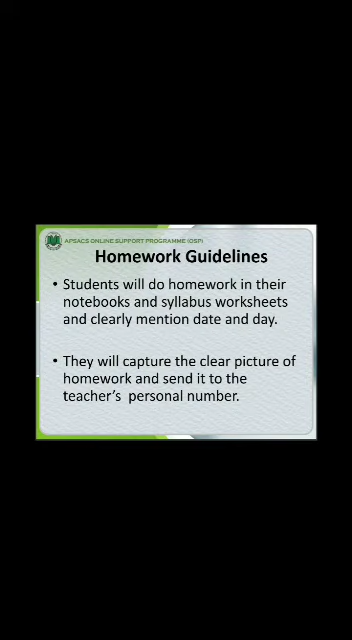 APSACS ONLINE SUPPORT PROGRAMME (OSP)
Homework Guidelines
• Students will do homework in their
notebooks and syllabus worksheets
and clearly mention date and day.
• They will capture the clear picture of
homework and send it to the
teacher's personal number.